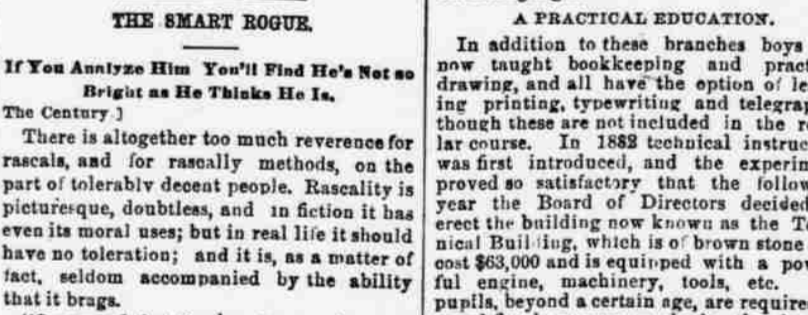 THE SMART ROGUE.
If You Analyze Him You'll Find He's Not so
Bright as He Thinks He Is.
The Century.]
There is altogether too much reverence for
rascals, and for rascally methods, on the
part of tolerably decent people. Rascality is
picturesque, doubtless, and in fiction it has
even its moral uses; but in real life it should
have no toleration; and it is, as a matter of
fact, seldom accompanied by the ability
that it brags.
A PRACTICAL EDUCATION.
In addition to these branches boys
now taught bookkeeping and pract
drawing, and all have the option of le
ing printing, typewriting and telegra
though these are not included in the r
lar course. In 1882 technical instruc
was first introduced, and the experim
proved so satisfactory that the follow
year the Board of Directors decided
erect the building now known as the T
nical Building, which is of brown stone
cost $63,000 and is equipped with a pow
ful engine, machinery, tools, etc.
pupils, beyond a certain age, are require